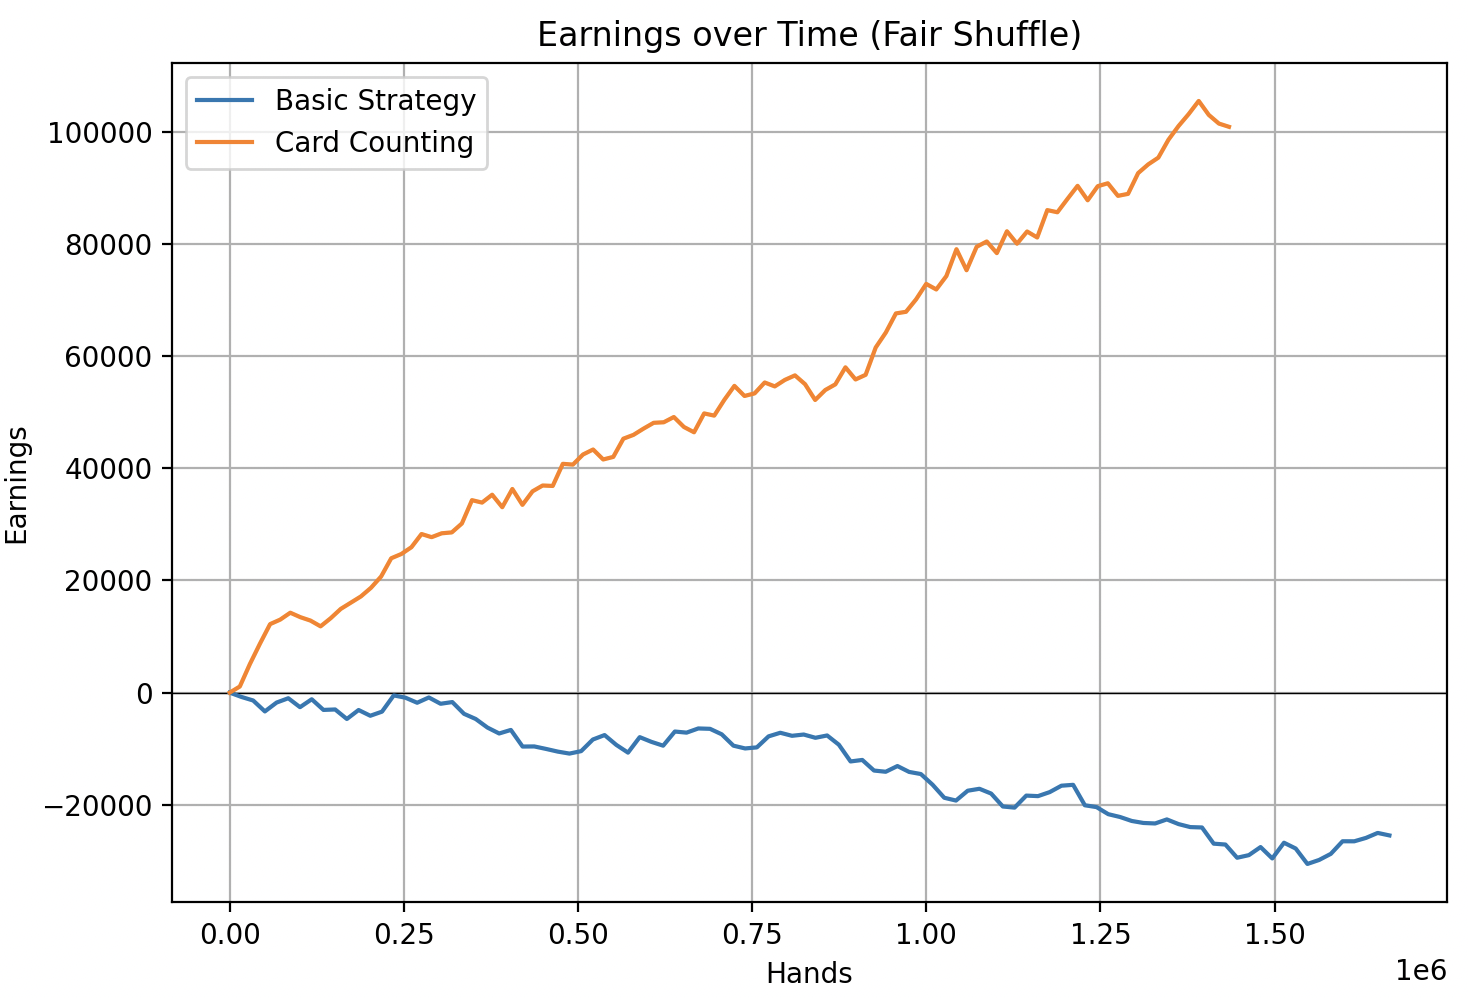 Earnings over Time (Fair Shuffle)
Basic Strategy
Card Counting
100000
80000
60000
40000
20000
0
−20000
Earnings
0.00 0.25 0.50 0.75 1.00 1.25 1.50
1e6
Hands